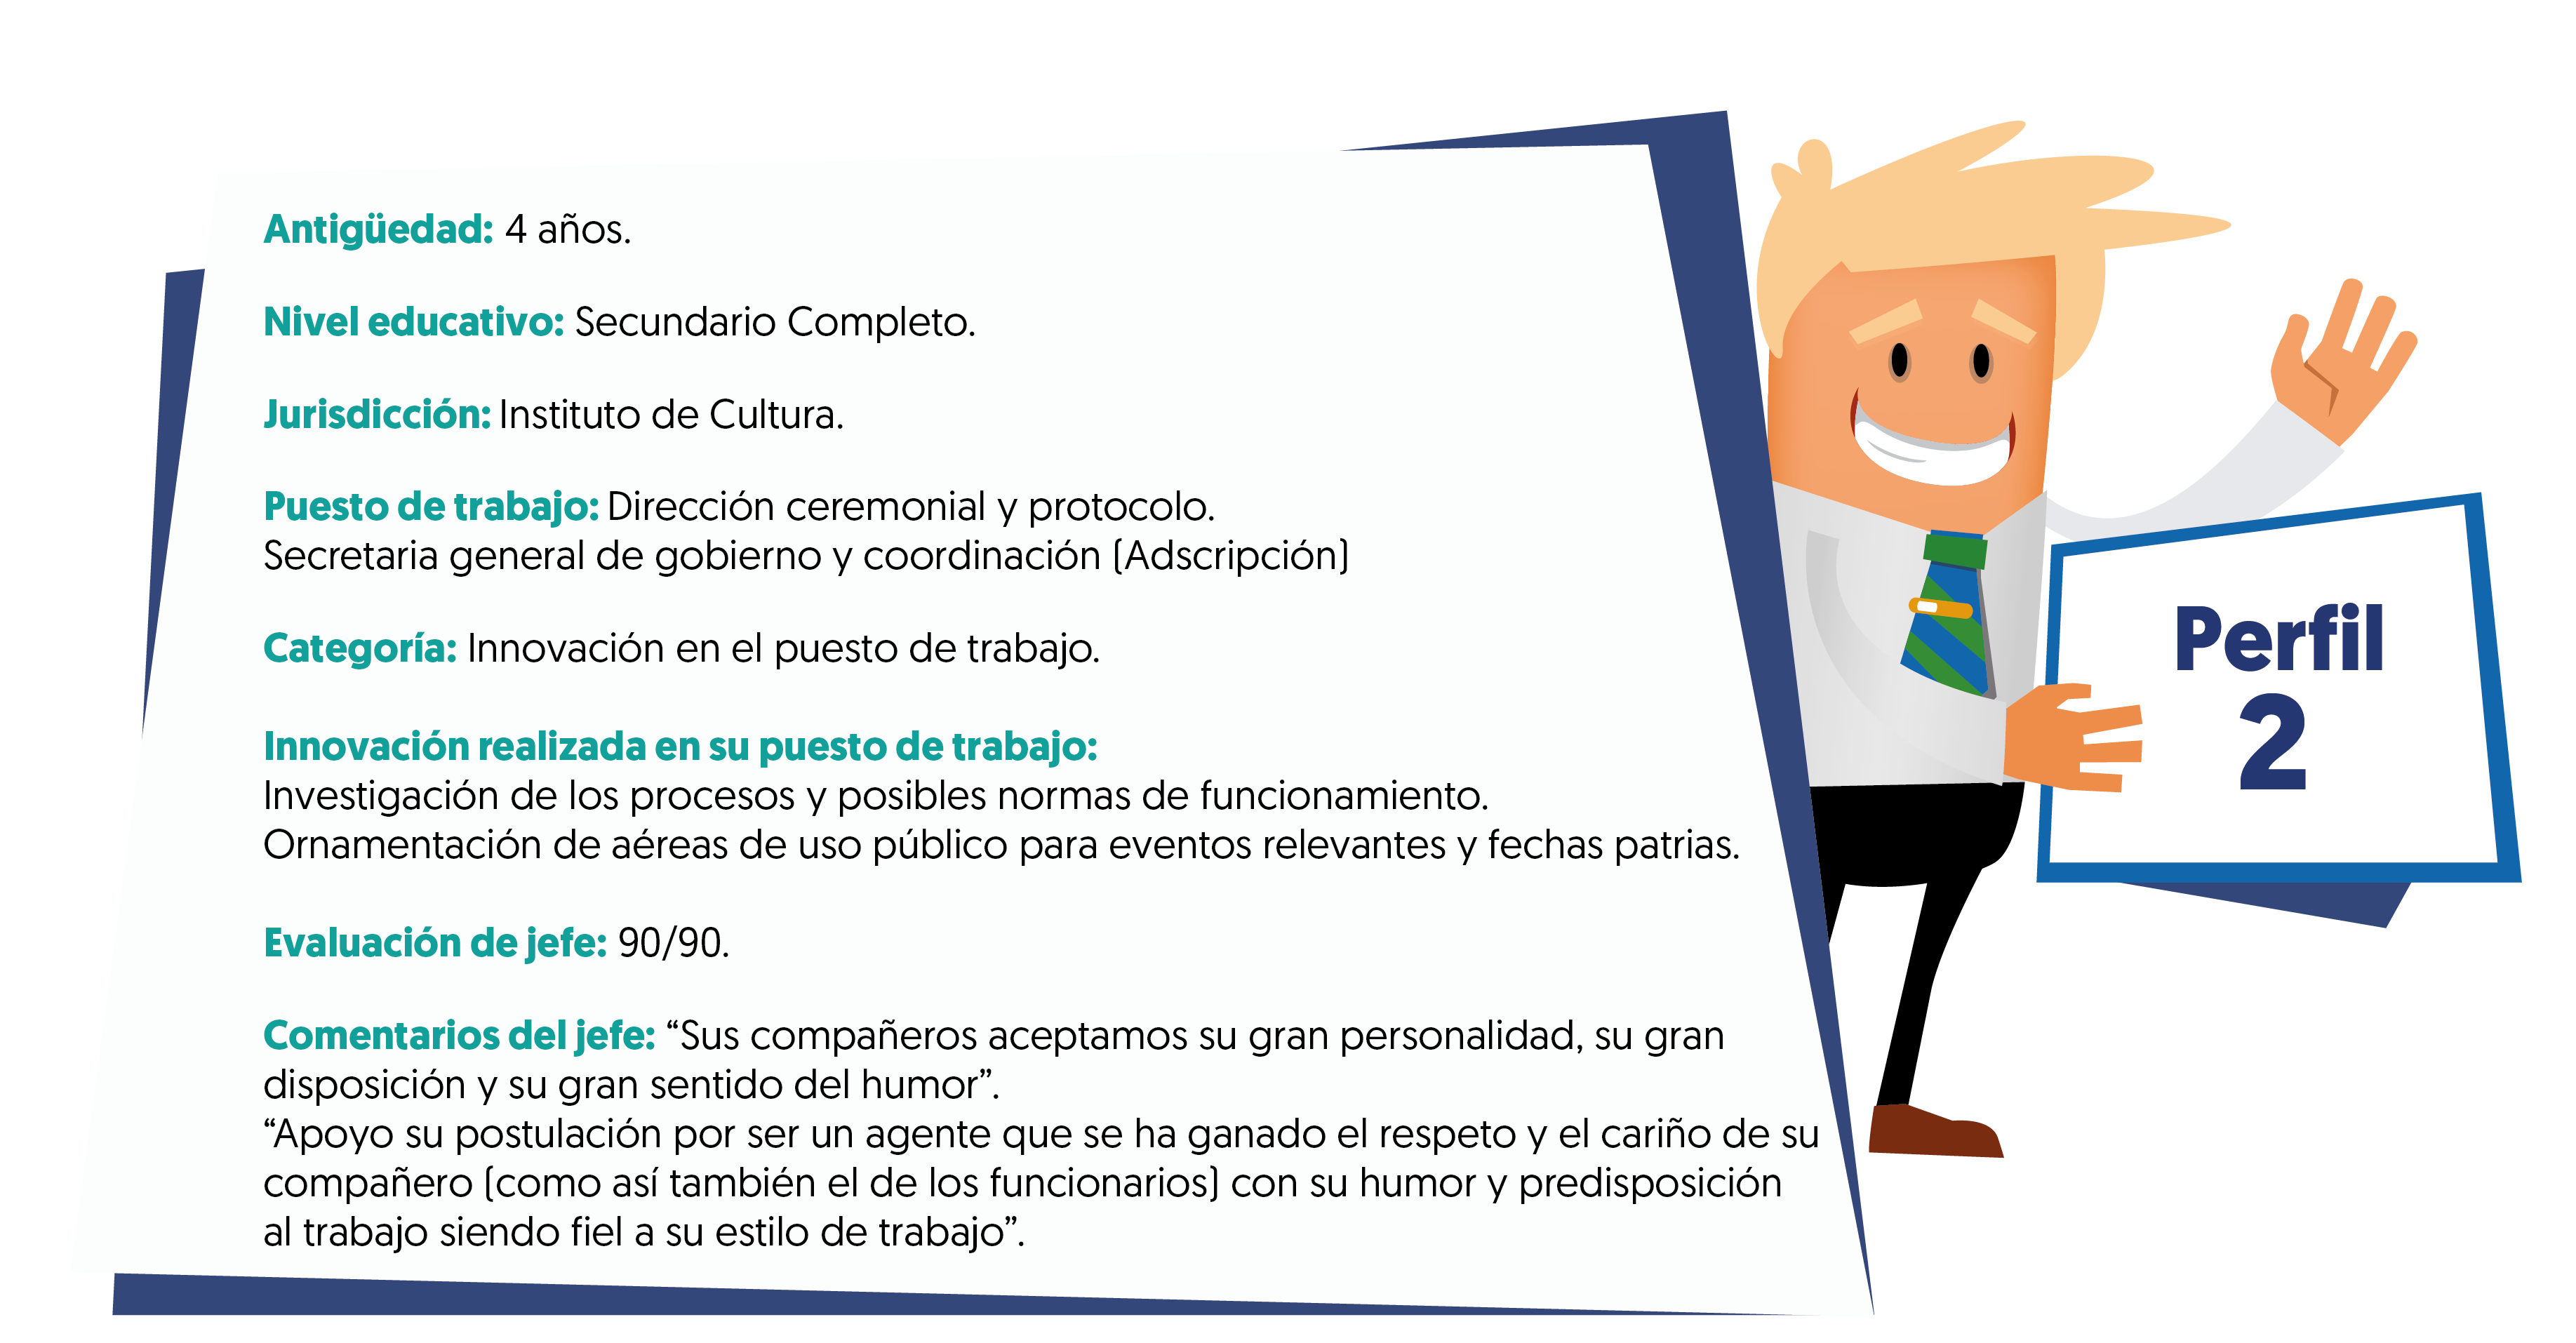 Antigüedad: 4 años.
Nivel educativo: Secundario Completo.
Jurisdicción: Instituto de Cultura.
Puesto de trabajo: Dirección ceremonial y protocolo.
Secretaria general de gobierno y coordinación (Adscripción)
Categoría: Innovación en el puesto de trabajo.
Innovación realizada en su puesto de trabajo:
Investigación de los procesos y posibles normas de funcionamiento.
Ornamentación de aéreas de uso público para eventos relevantes y fechas patrias.
Evaluación de jefe: 90/90.
Comentarios del jefe: “Sus compañeros aceptamos su gran personalidad, su gran
disposición y su gran sentido del humor”.
“Apoyo su postulación por ser un agente que se ha ganado el respeto y el cariño de su
compañero (como así también el de los funcionarios) con su humor y predisposición
al trabajo siendo fiel a su estilo de trabajo”.
Perfil
2